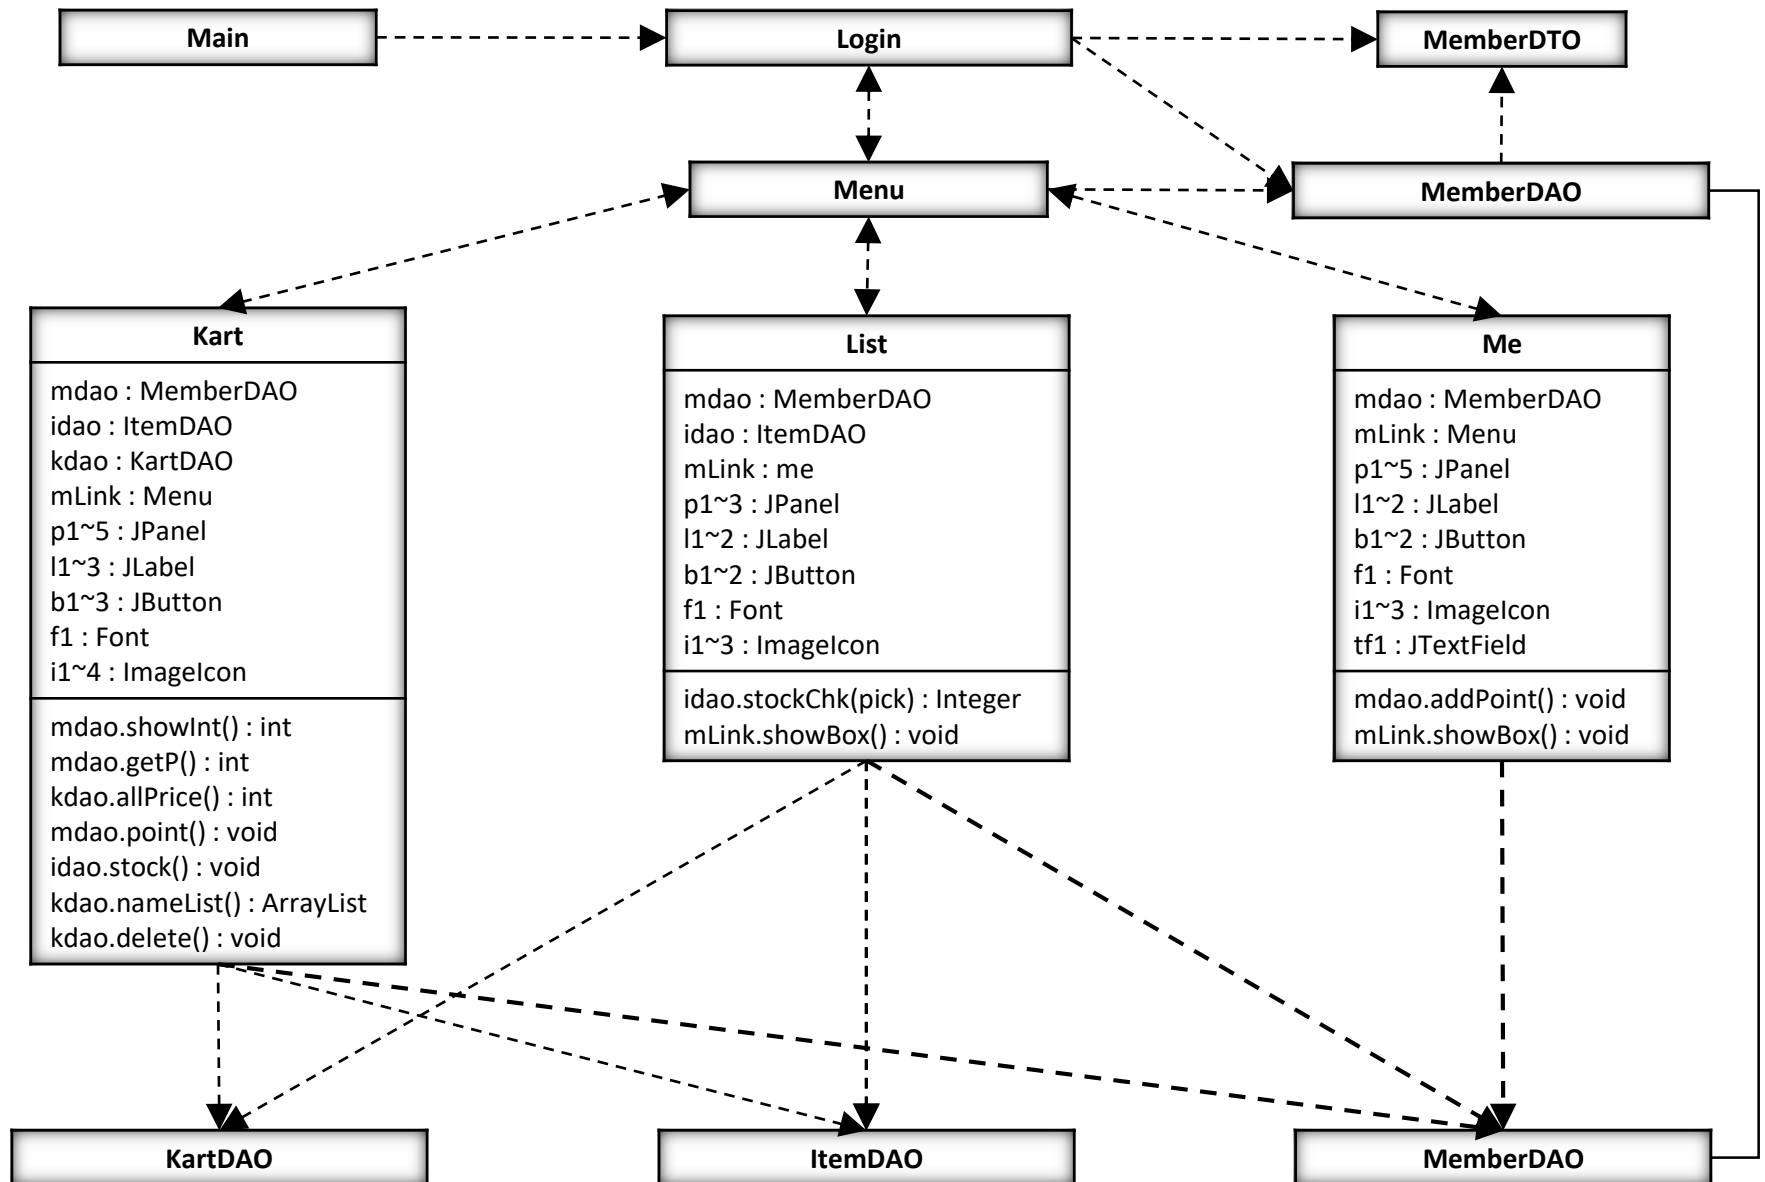 Main
Login
MemberDTO
Menu
MemberDAO
Kart
mdao : MemberDAO
idao : ItemDAO
kdao : KartDAO
mLink : Menu
p1~5 : JPanel
l1~3 : JLabel
b1~3 : JButton
f1 : Font
i1~4 : ImageIcon
mdao.showInt() : int
mdao.getP() : int
kdao.allPrice() : int
mdao.point() : void
idao.stock() : void
kdao.nameList() : ArrayList
kdao.delete() : void
List
mdao : MemberDAO
idao : ItemDAO
mLink : me
p1~3 : JPanel
l1~2 : JLabel
b1~2 : JButton
f1 : Font
i1~3 : ImageIcon
idao.stockChk(pick) : Integer
mLink.showBox() : void
Me
mdao : MemberDAO
mLink : Menu
p1~5 : JPanel
l1~2 : JLabel
b1~2 : JButton
f1 : Font
i1~3 : ImageIcon
tf1 : JTextField
mdao.addPoint() : void
mLink.showBox() : void
KartDAO
ItemDAO
MemberDAO